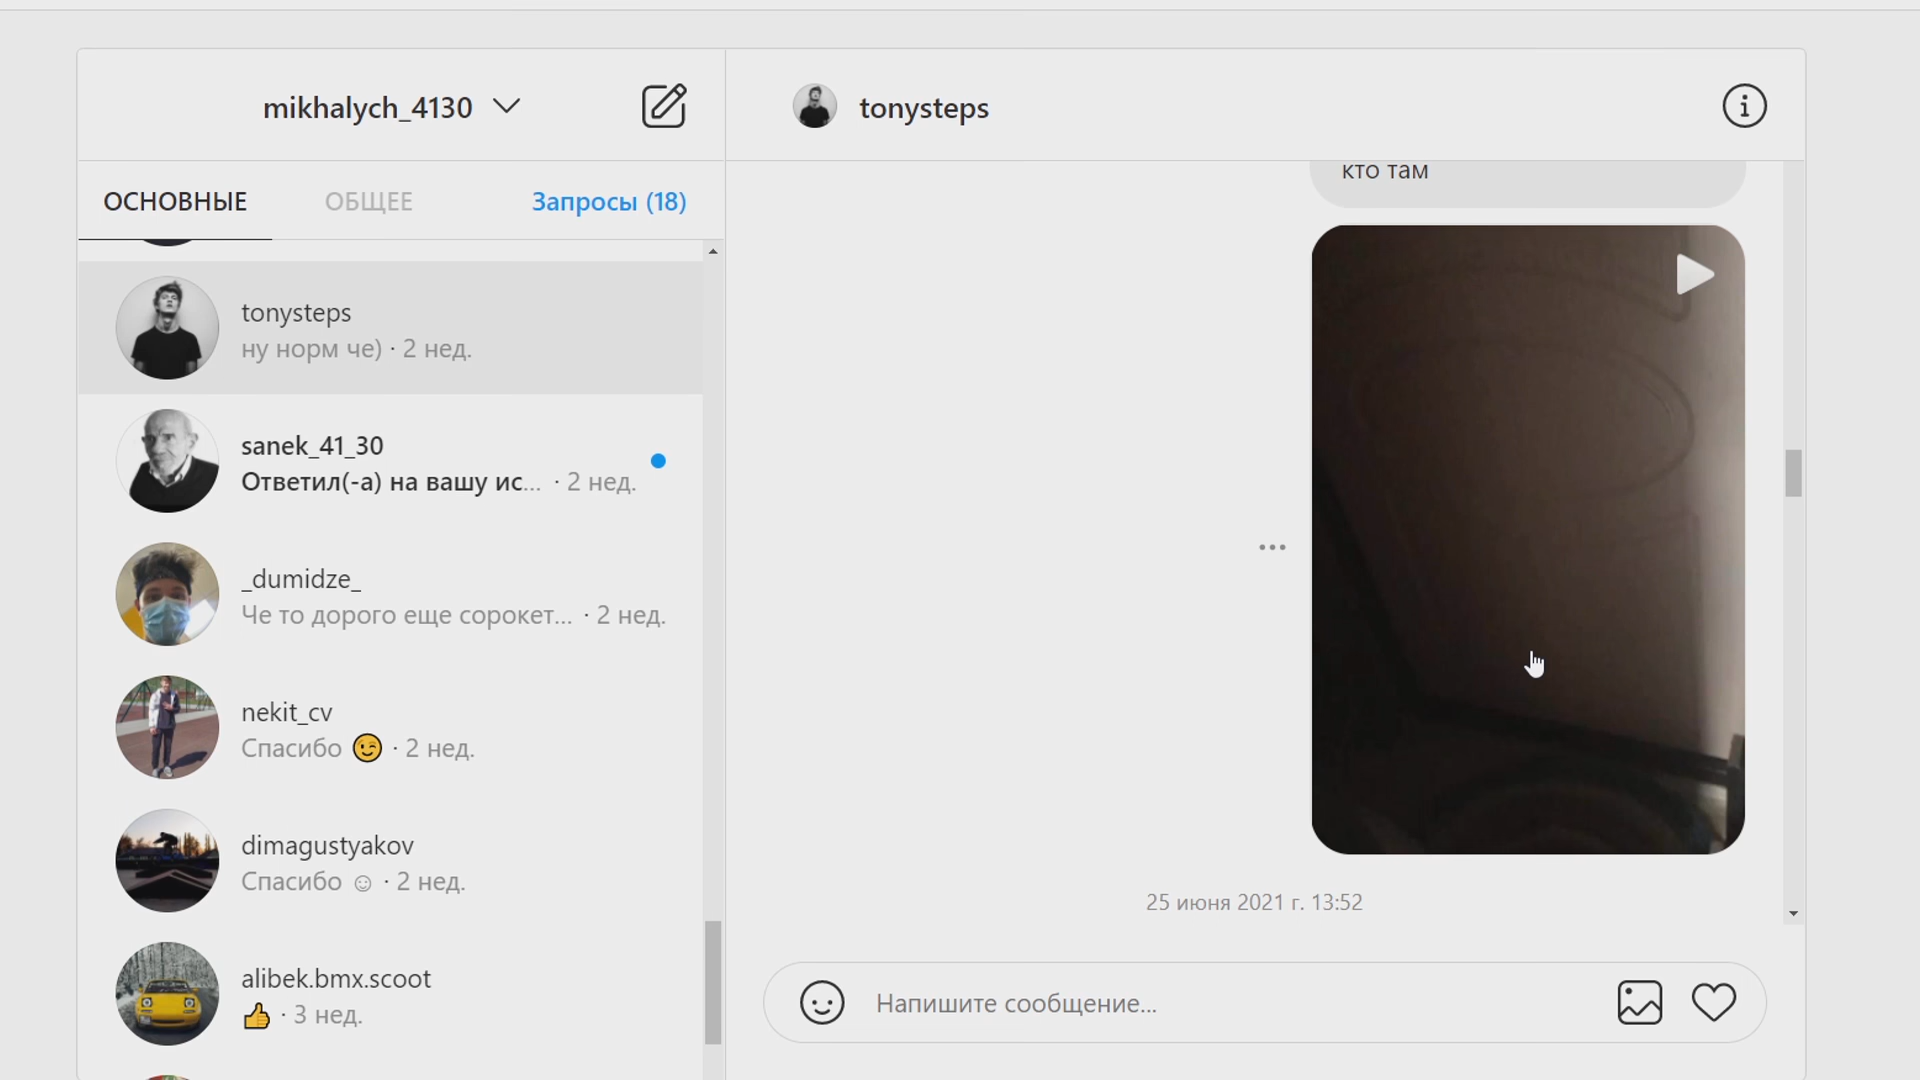 mikhalych_4130
tonysteps
ОСНОВНЫЕ
ОБЩЕЕ
Запросы (18)
tonysteps
ну норм че) · 2 нед.
sanek_41_30
Ответил(-а) на вашу ис... · 2 нед.
_dumidze_
Че то дорого еще сорокет... · 2 нед.
nekit_cv
Спасибо 😉 · 2 нед.
dimagustyakov
Спасибо ☺ · 2 нед.
alibek.bmx.scoot
👍 · 3 нед.
кто там
25 июня 2021 г. 13:52
Напишите сообщение...